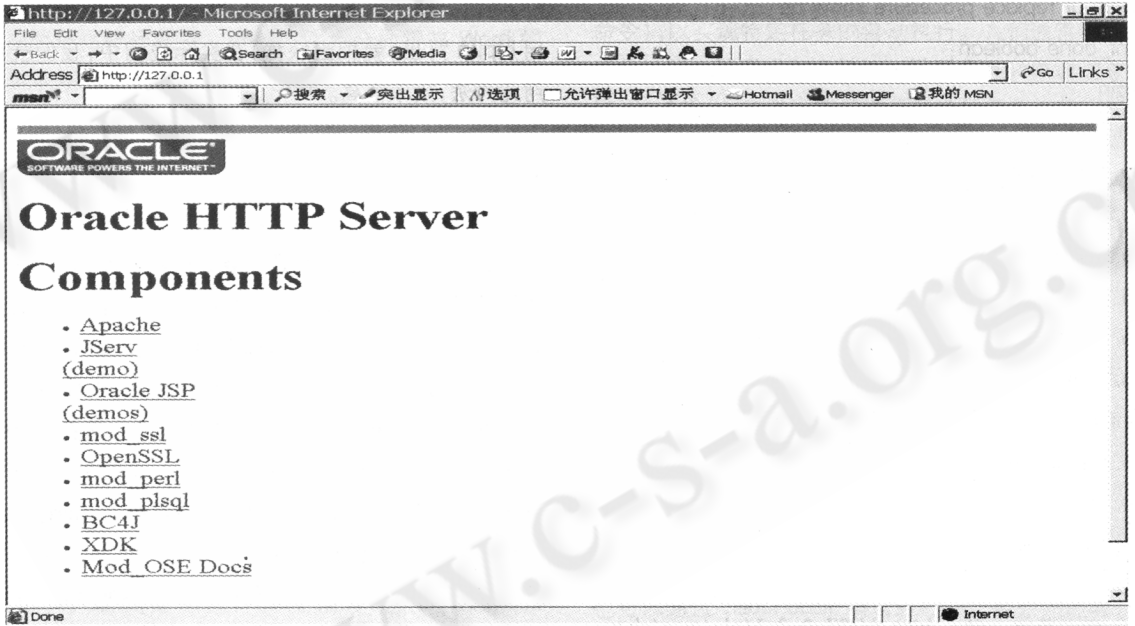 http://127.0.0.1/ - Microsoft Internet Explorer
File Edit View Favorites Tools Help
Back Search Favorites Media
Address http://127.0.0.1 Go Links »
msn 搜索 突出显示 选项 允许弹出窗口显示 Hotmail Messenger 我的 MSN
ORACLE
SOFTWARE POWERS THE INTERNET™
Oracle HTTP Server
Components
• Apache
• JServ
(demo)
• Oracle JSP
(demos)
• mod_ssl
• OpenSSL
• mod_perl
• mod_plsql
• BC4J
• XDK
• Mod_OSE Docs
Done Internet